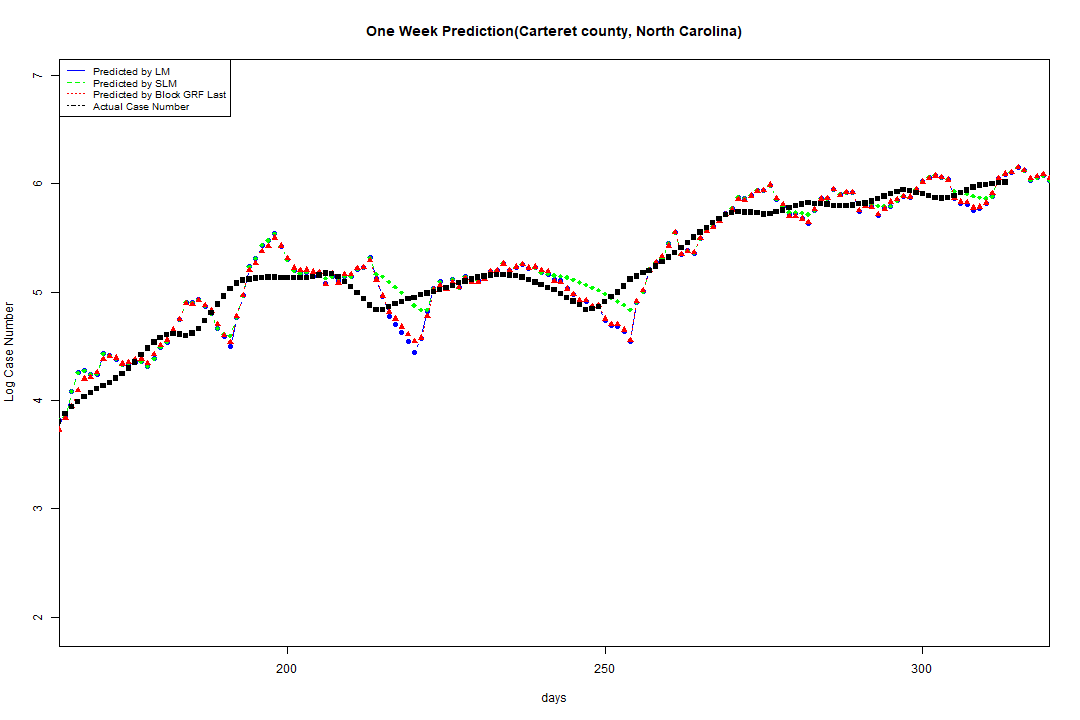 One Week Prediction(Carteret county, North Carolina)
Predicted by LM
Predicted by SLM
Predicted by Block GRF Last
Actual Case Number
7
6
5
4
3
2
Log Case Number
200
250
300
days